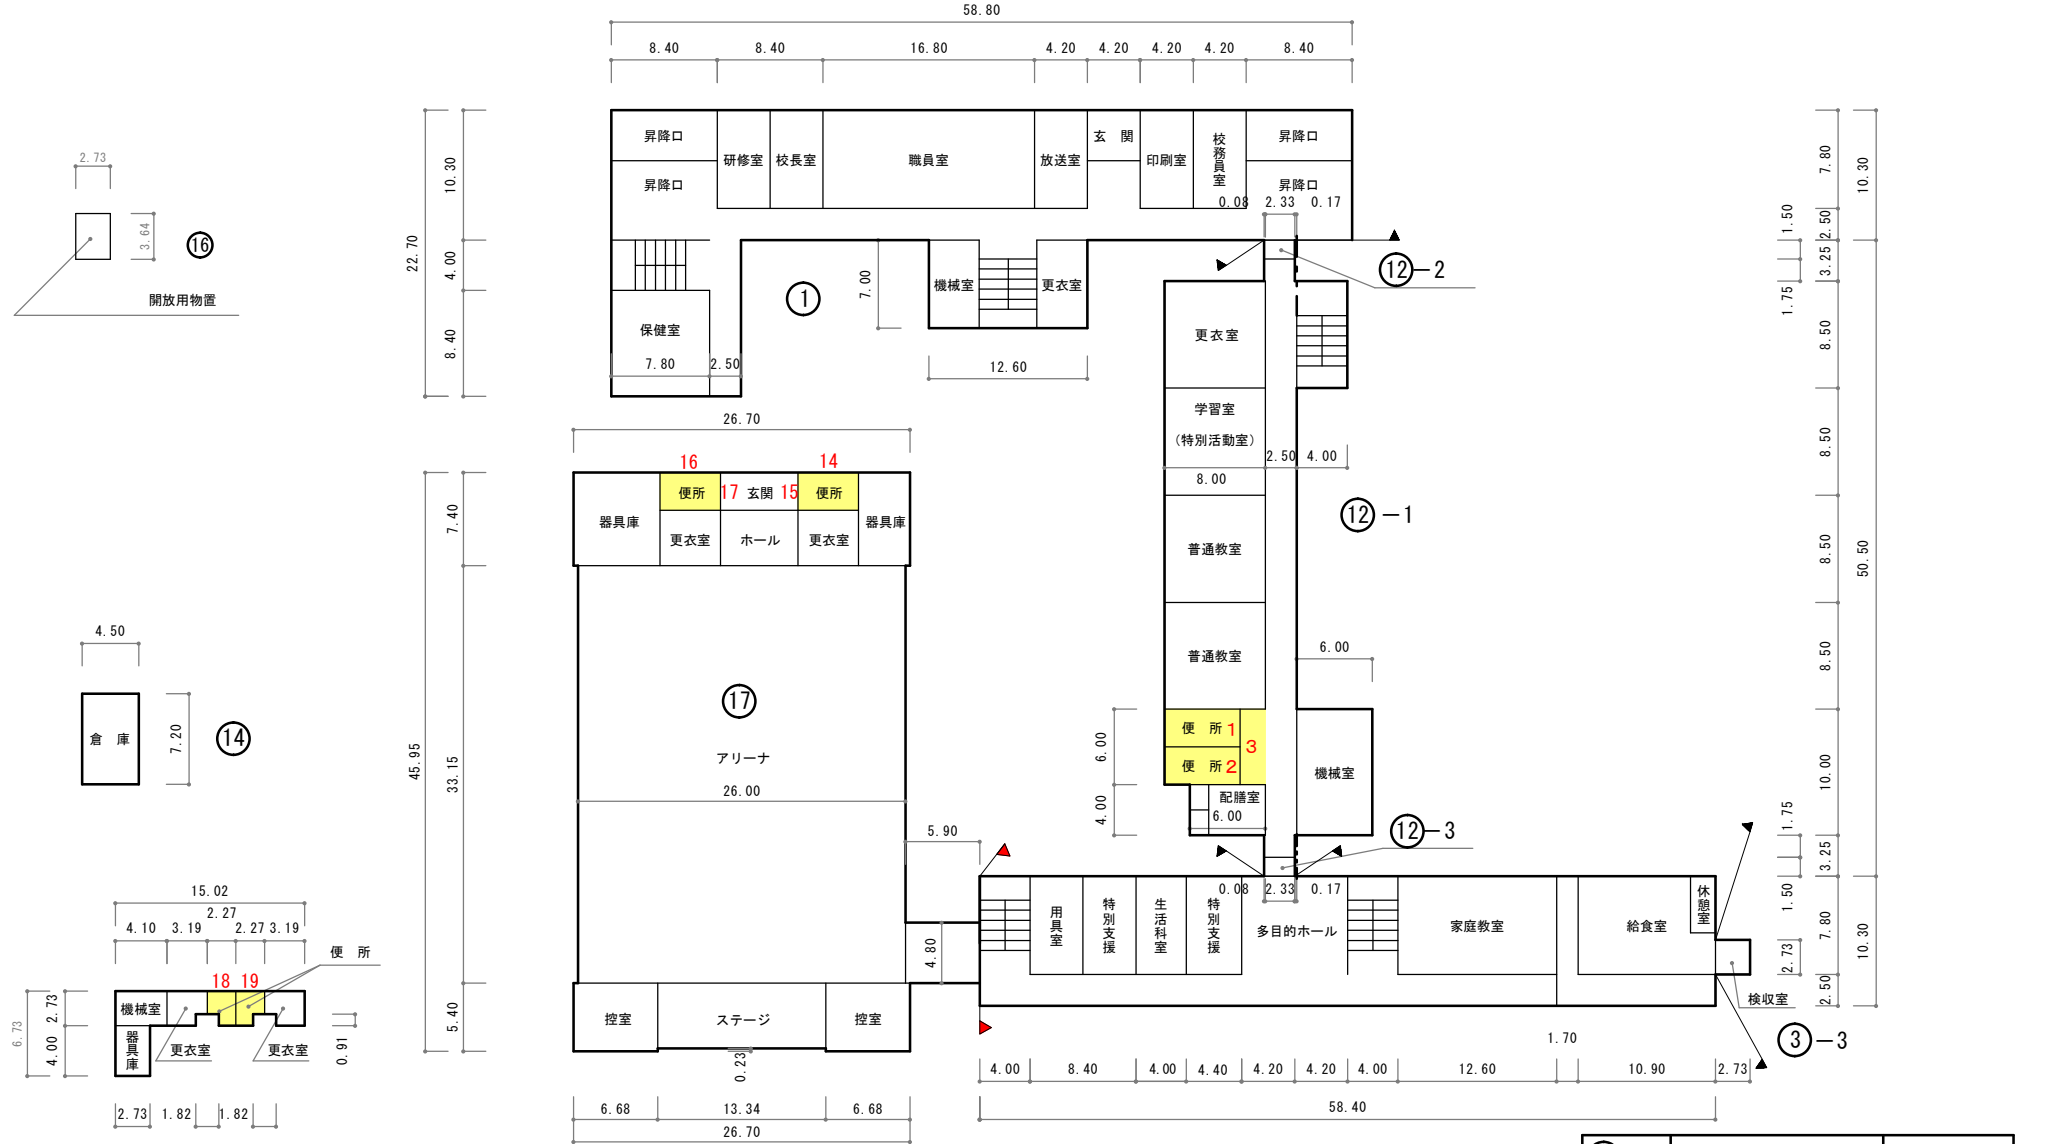 58.80
8.40 8.40 16.80 4.20 4.20 4.20 4.20 8.40
昇降口
昇降口
研修室
校長室
職員室
放送室
玄 関
印刷室
校務員室
昇降口
昇降口
0.08 2.33 0.17
22.70
10.30
4.00
8.40
保健室
7.80 2.50
①
7.00
機械室
更衣室
12.60
⑫-2
2.73
3.64
⑯
開放用物置
7.80
2.50
10.30
1.50
3.25
1.75
8.50
8.50
8.50
8.50
10.00
50.50
1.75
3.25
1.50
7.80
2.73
2.50
10.30
更衣室
学習室
(特別活動室)
2.50 4.00
8.00
⑫-1
普通教室
普通教室
6.00
便 所 1
便 所 2
3
6.00
4.00
配膳室
6.00
機械室
⑫-3
26.70
16 14
便所 17 玄関 15 便所
器具庫
更衣室 ホール 更衣室
器具庫
7.40
45.95
33.15
5.40
⑰
アリーナ
26.00
5.90
4.80
控室
ステージ
控室
0.23
6.68 13.34 6.68
26.70
4.50
倉 庫
7.20
⑭
15.02
2.27
4.10 3.19 2.27 3.19
便 所
18 19
機械室
器具庫
更衣室
更衣室
6.73
2.73
4.00
0.91
2.73 1.82 1.82
0.08 2.33 0.17
用具室
特別支援
生活科室
特別支援
多目的ホール
家庭教室
給食室
休憩室
検収室
③-3
1.70
4.00 8.40 4.00 4.40 4.20 4.20 4.00 12.60 10.90 2.73
58.40